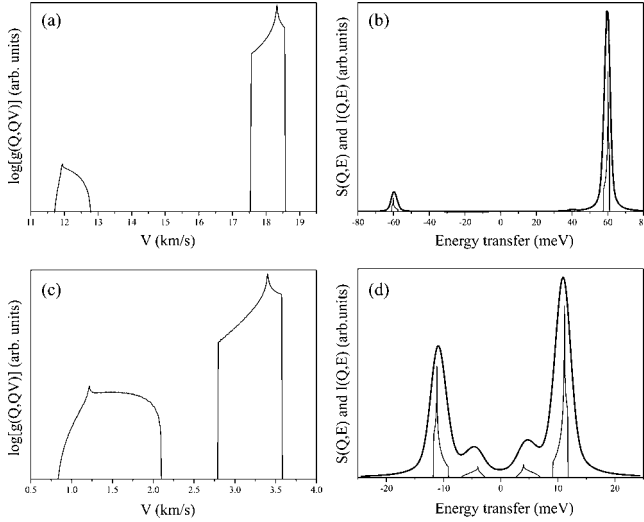 (a)
log[g(Q,QV)] (arb. units)
11 12 13 14 15 16 17 18 19
V (km/s)
(b)
S(Q,E) and I(Q,E) (arb.units)
-80 -60 -40 -20 0 20 40 60 80
Energy transfer (meV)
(c)
log[g(Q,QV)] (arb. units)
0.5 1.0 1.5 2.0 2.5 3.0 3.5 4.0
V (km/s)
(d)
S(Q,E) and I(Q,E) (arb.units)
-20 -10 0 10 20
Energy transfer (meV)